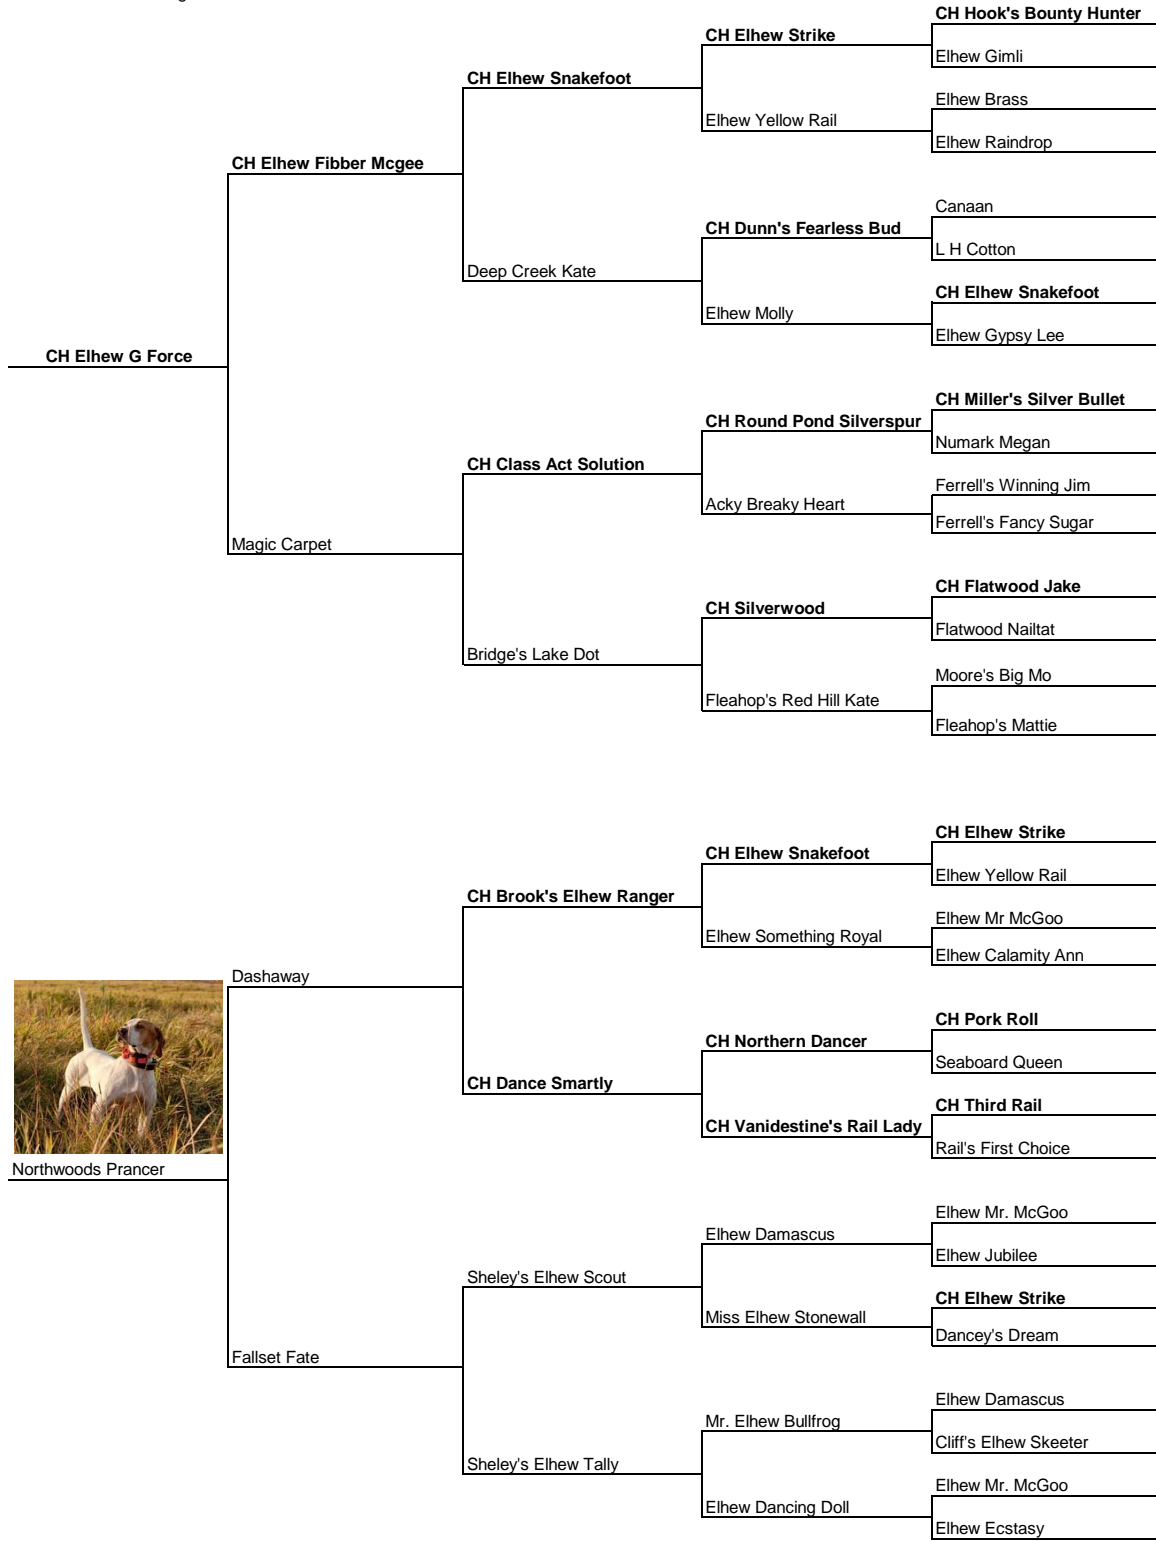 CH Hook's Bounty Hunter
CH Elhew Strike
Elhew Gimli
CH Elhew Snakefoot
Elhew Brass
Elhew Yellow Rail
Elhew Raindrop
CH Elhew Fibber Mcgee
Canaan
CH Dunn's Fearless Bud
L H Cotton
Deep Creek Kate
CH Elhew Snakefoot
Elhew Molly
Elhew Gypsy Lee
CH Elhew G Force
CH Miller's Silver Bullet
CH Round Pond Silverspur
Numark Megan
CH Class Act Solution
Ferrell's Winning Jim
Acky Breaky Heart
Ferrell's Fancy Sugar
Magic Carpet
CH Flatwood Jake
CH Silverwood
Flatwood Nailtat
Bridge's Lake Dot
Moore's Big Mo
Fleahop's Red Hill Kate
Fleahop's Mattie
CH Elhew Strike
CH Elhew Snakefoot
Elhew Yellow Rail
CH Brook's Elhew Ranger
Elhew Mr McGoo
Elhew Something Royal
Elhew Calamity Ann
Dashaway
CH Pork Roll
CH Northern Dancer
Seaboard Queen
CH Dance Smartly
CH Third Rail
CH Vanidestine's Rail Lady
Rail's First Choice
Northwoods Prancer
Elhew Mr. McGoo
Elhew Damascus
Elhew Jubilee
Sheley's Elhew Scout
CH Elhew Strike
Miss Elhew Stonewall
Dancey's Dream
Fallset Fate
Elhew Damascus
Mr. Elhew Bullfrog
Cliff's Elhew Skeeter
Sheley's Elhew Tally
Elhew Mr. McGoo
Elhew Dancing Doll
Elhew Ecstasy